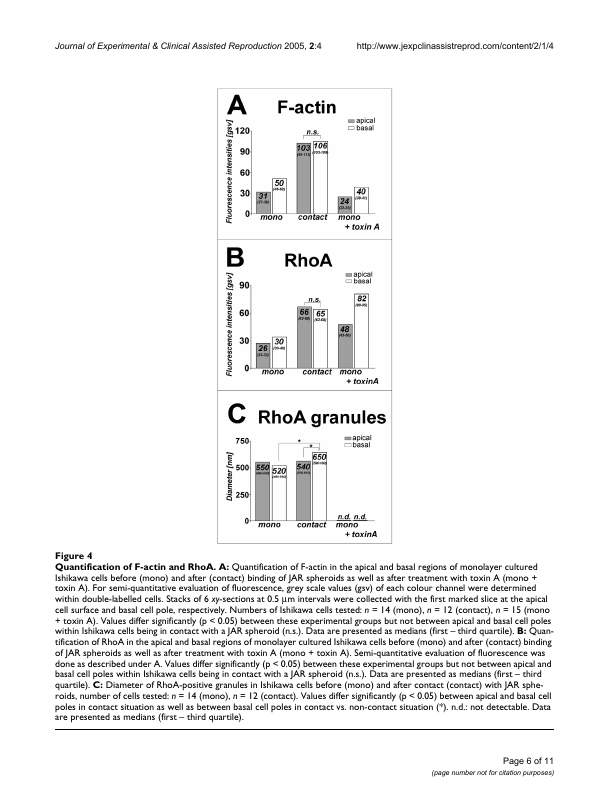 Journal of Experimental & Clinical Assisted Reproduction 2005, 2:4 http://www.jexpclinassistreprod.com/content/2/1/4
A F-actin
apical
basal
Fluorescence intensities [gsv]
120
90
60
30
0
n.s.
31
50
103
106
24
40
mono contact mono
+ toxin A
B RhoA
apical
basal
Fluorescence intensities [gsv]
90
60
30
0
n.s.
26
30
66
65
48
82
mono contact mono
+ toxinA
C RhoA granules
apical
basal
Diameter [nm]
750
500
250
0
*
*
550
520
540
650
n.d. n.d.
mono contact mono
+ toxinA
Figure 4
Quantification of F-actin and RhoA. A: Quantification of F-actin in the apical and basal regions of monolayer cultured
Ishikawa cells before (mono) and after (contact) binding of JAR spheroids as well as after treatment with toxin A (mono +
toxin A). For semi-quantitative evaluation of fluorescence, grey scale values (gsv) of each colour channel were determined
within double-labelled cells. Stacks of 6 xy-sections at 0.5 μm intervals were collected with the first marked slice at the apical
cell surface and basal cell pole, respectively. Numbers of Ishikawa cells tested: n = 14 (mono), n = 12 (contact), n = 15 (mono
+ toxin A). Values differ significantly (p < 0.05) between these experimental groups but not between apical and basal cell poles
within Ishikawa cells being in contact with a JAR spheroid (n.s.). Data are presented as medians (first – third quartile). B: Quan-
tification of RhoA in the apical and basal regions of monolayer cultured Ishikawa cells before (mono) and after (contact) binding
of JAR spheroids as well as after treatment with toxin A (mono + toxin A). Semi-quantitative evaluation of fluorescence was
done as described under A. Values differ significantly (p < 0.05) between these experimental groups but not between apical and
basal cell poles within Ishikawa cells being in contact with a JAR spheroid (n.s.). Data are presented as medians (first – third
quartile). C: Diameter of RhoA-positive granules in Ishikawa cells before (mono) and after contact (contact) with JAR sphe-
roids, number of cells tested: n = 14 (mono), n = 12 (contact). Values differ significantly (p < 0.05) between apical and basal cell
poles in contact situation as well as between basal cell poles in contact vs. non-contact situation (*). n.d.: not detectable. Data
are presented as medians (first – third quartile).
Page 6 of 11
(page number not for citation purposes)